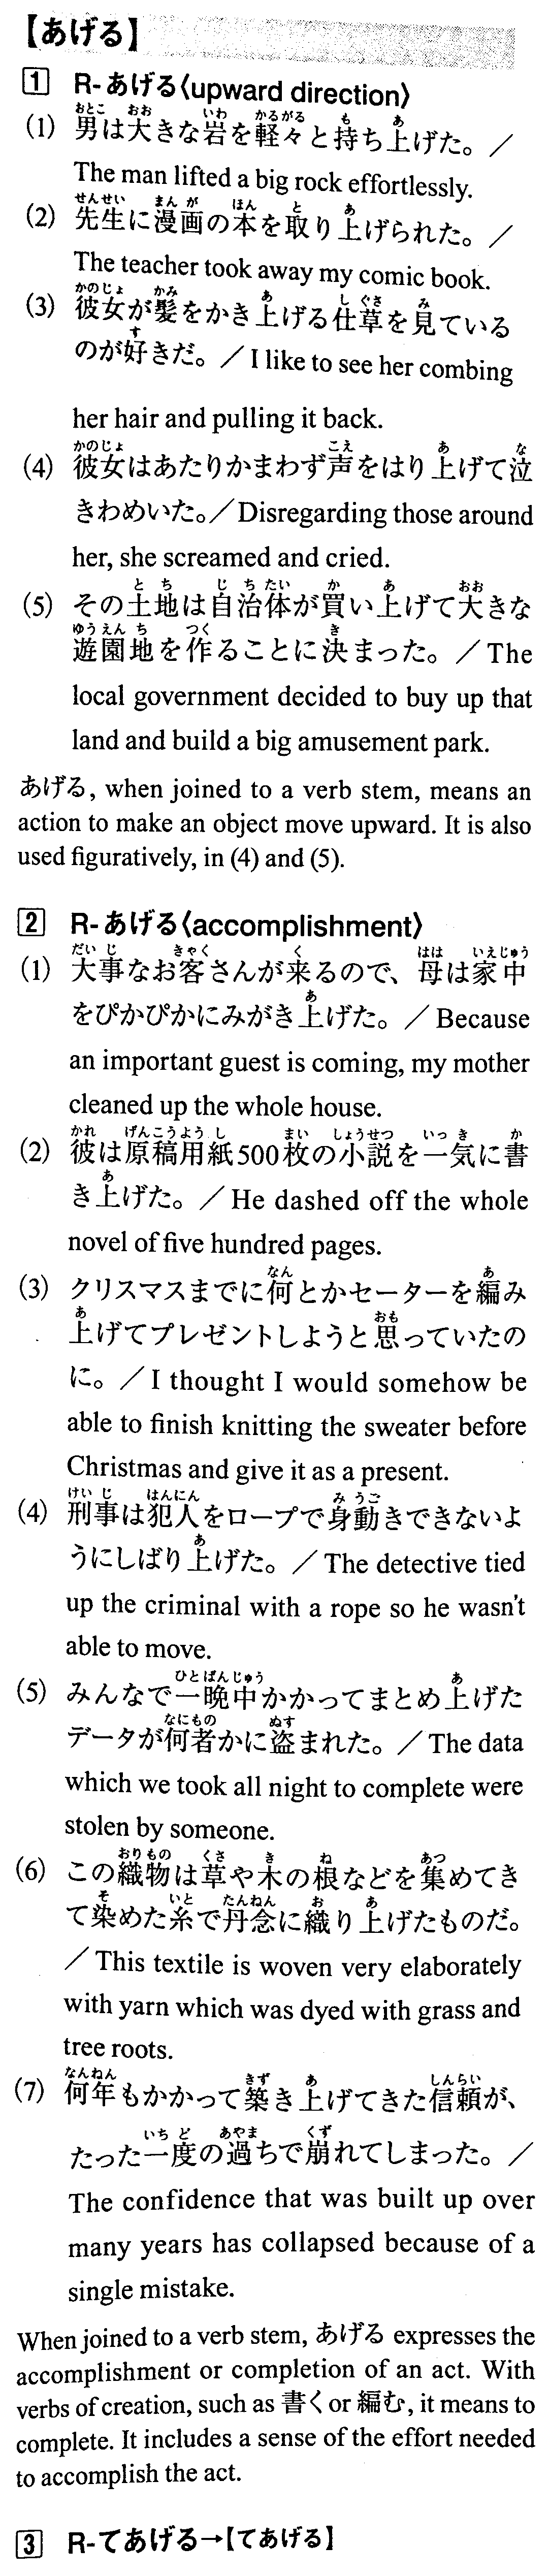 【あげる】
1 R-あげる〈upward direction〉
(1) 男は大きな岩を軽々と持ち上げた。／
The man lifted a big rock effortlessly.
(2) 先生に漫画の本を取り上げられた。／
The teacher took away my comic book.
(3) 彼女が髪をかき上げる仕草を見ている
のが好きだ。／I like to see her combing
her hair and pulling it back.
(4) 彼女はあたりかまわず声をはり上げて泣
きわめいた。／Disregarding those around
her, she screamed and cried.
(5) その土地は自治体が買い上げて大きな
遊園地を作ることに決まった。／The
local government decided to buy up that
land and build a big amusement park.
あげる, when joined to a verb stem, means an
action to make an object move upward. It is also
used figuratively, in (4) and (5).
2 R-あげる〈accomplishment〉
(1) 大事なお客さんが来るので、母は家中
をぴかぴかにみがき上げた。／Because
an important guest is coming, my mother
cleaned up the whole house.
(2) 彼は原稿用紙500枚の小説を一気に書
き上げた。／He dashed off the whole
novel of five hundred pages.
(3) クリスマスまでに何とかセーターを編み
上げてプレゼントしようと思っていたの
に。／I thought I would somehow be
able to finish knitting the sweater before
Christmas and give it as a present.
(4) 刑事は犯人をロープで身動きできないよ
うにしばり上げた。／The detective tied
up the criminal with a rope so he wasn't
able to move.
(5) みんなで一晩中かかってまとめ上げた
データが何者かに盗まれた。／The data
which we took all night to complete were
stolen by someone.
(6) この織物は草や木の根などを集めてき
て染めた糸で丹念に織り上げたものだ。
／This textile is woven very elaborately
with yarn which was dyed with grass and
tree roots.
(7) 何年もかかって築き上げてきた信頼が、
たった一度の過ちで崩れてしまった。／
The confidence that was built up over
many years has collapsed because of a
single mistake.
When joined to a verb stem, あげる expresses the
accomplishment or completion of an act. With
verbs of creation, such as 書く or 編む, it means to
complete. It includes a sense of the effort needed
to accomplish the act.
3 R-てあげる→【てあげる】